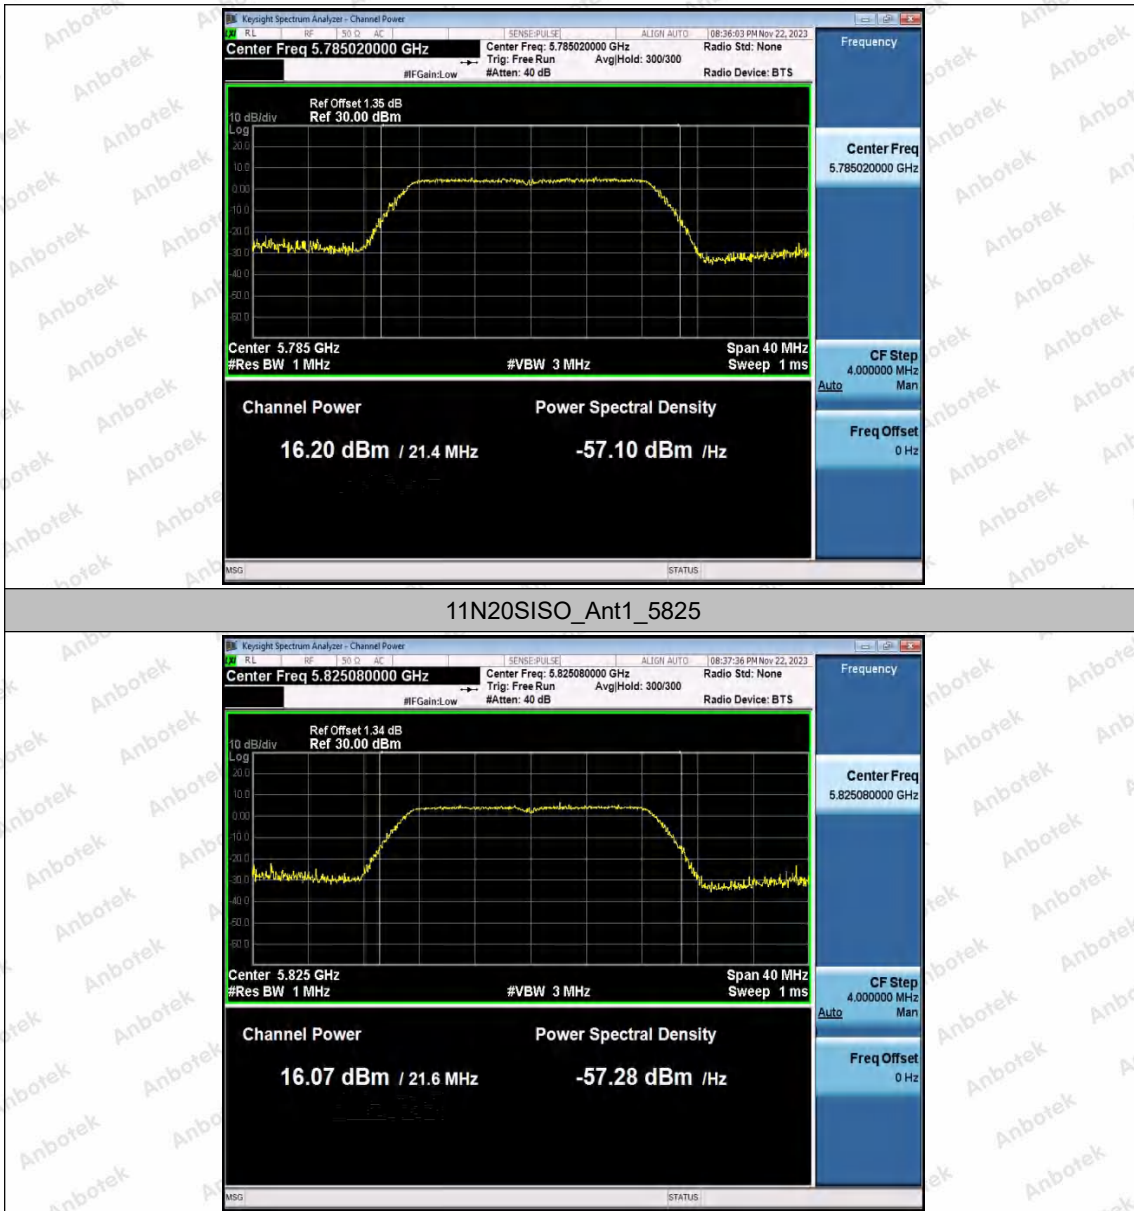 Keysight Spectrum Analyzer - Channel Power
RL RF 50 Ω AC SENSE:PULSE ALIGN AUTO 08:36:03 PM Nov 22, 2023
Center Freq 5.785020000 GHz
Center Freq: 5.785020000 GHz
Radio Std: None
Trig: Free Run Avg|Hold: 300/300
#IFGain:Low #Atten: 40 dB Radio Device: BTS
Frequency
Ref Offset 1.35 dB
10 dB/div Ref 30.00 dBm
Log
20.0
10.0
0.00
-10.0
-20.0
-30.0
-40.0
-50.0
-60.0
Center Freq
5.785020000 GHz
Center 5.785 GHz Span 40 MHz
#Res BW 1 MHz #VBW 3 MHz Sweep 1 ms
CF Step
4.000000 MHz
Auto Man
Freq Offset
0 Hz
Channel Power Power Spectral Density
16.20 dBm / 21.4 MHz -57.10 dBm /Hz
MSG STATUS
11N20SISO_Ant1_5825
Keysight Spectrum Analyzer - Channel Power
RL RF 50 Ω AC SENSE:PULSE ALIGN AUTO 08:37:36 PM Nov 22, 2023
Center Freq 5.825080000 GHz
Center Freq: 5.825080000 GHz
Radio Std: None
Trig: Free Run Avg|Hold: 300/300
#IFGain:Low #Atten: 40 dB Radio Device: BTS
Frequency
Ref Offset 1.34 dB
10 dB/div Ref 30.00 dBm
Log
20.0
10.0
0.00
-10.0
-20.0
-30.0
-40.0
-50.0
-60.0
Center Freq
5.825080000 GHz
Center 5.825 GHz Span 40 MHz
#Res BW 1 MHz #VBW 3 MHz Sweep 1 ms
CF Step
4.000000 MHz
Auto Man
Freq Offset
0 Hz
Channel Power Power Spectral Density
16.07 dBm / 21.6 MHz -57.28 dBm /Hz
MSG STATUS
Anbotek